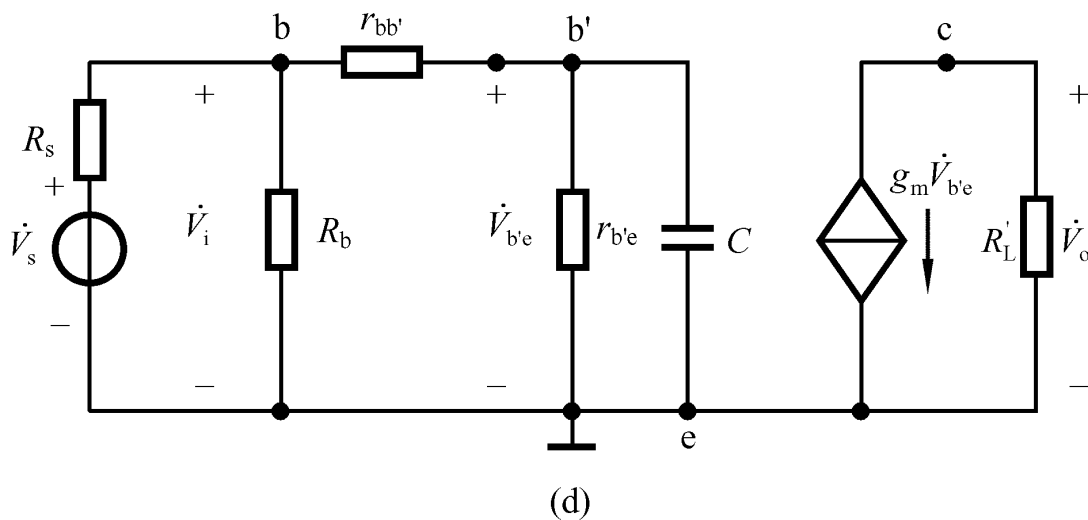 b r_bb' b' c
+ + +
R_s g_m V̇_b'e
+
V̇_s V̇_i R_b V̇_b'e r_b'e C R'_L V̇_o
−
− − −
e
(d)